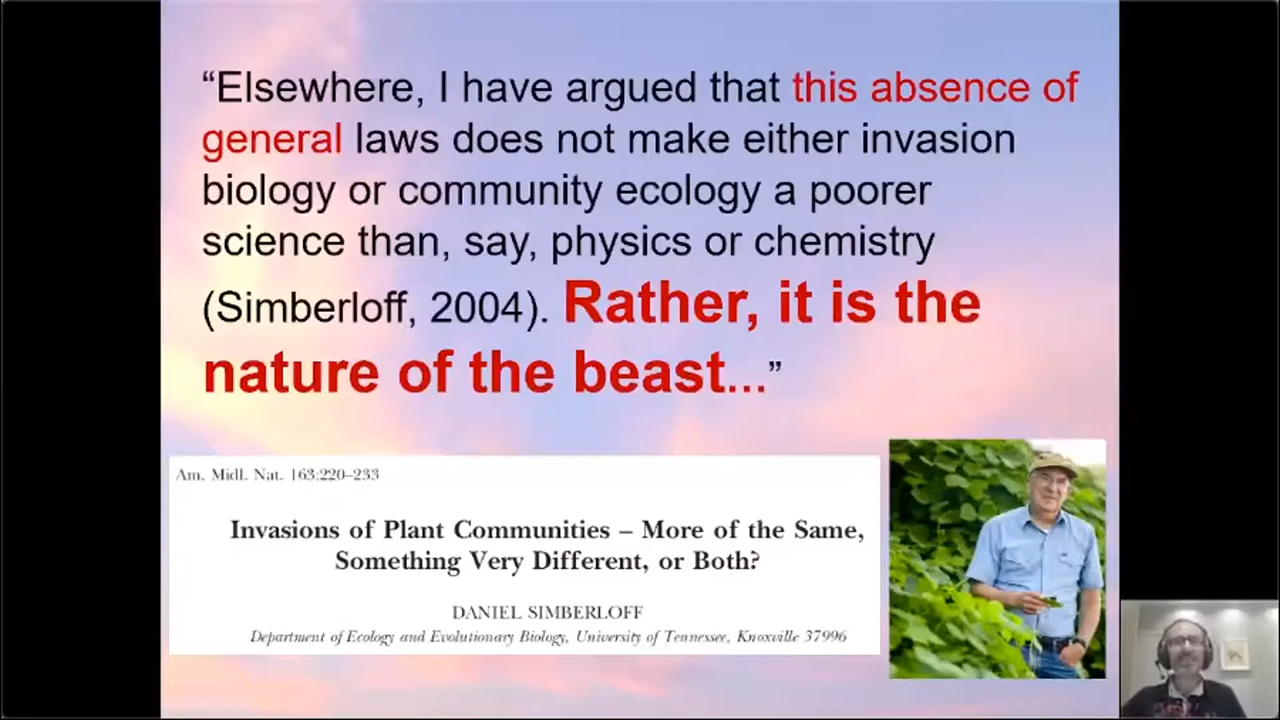 “Elsewhere, I have argued that this absence of
general laws does not make either invasion
biology or community ecology a poorer
science than, say, physics or chemistry
(Simberloff, 2004). Rather, it is the
nature of the beast...”
Am. Midl. Nat. 163:220–233
Invasions of Plant Communities – More of the Same,
Something Very Different, or Both?
DANIEL SIMBERLOFF
Department of Ecology and Evolutionary Biology, University of Tennessee, Knoxville 37996